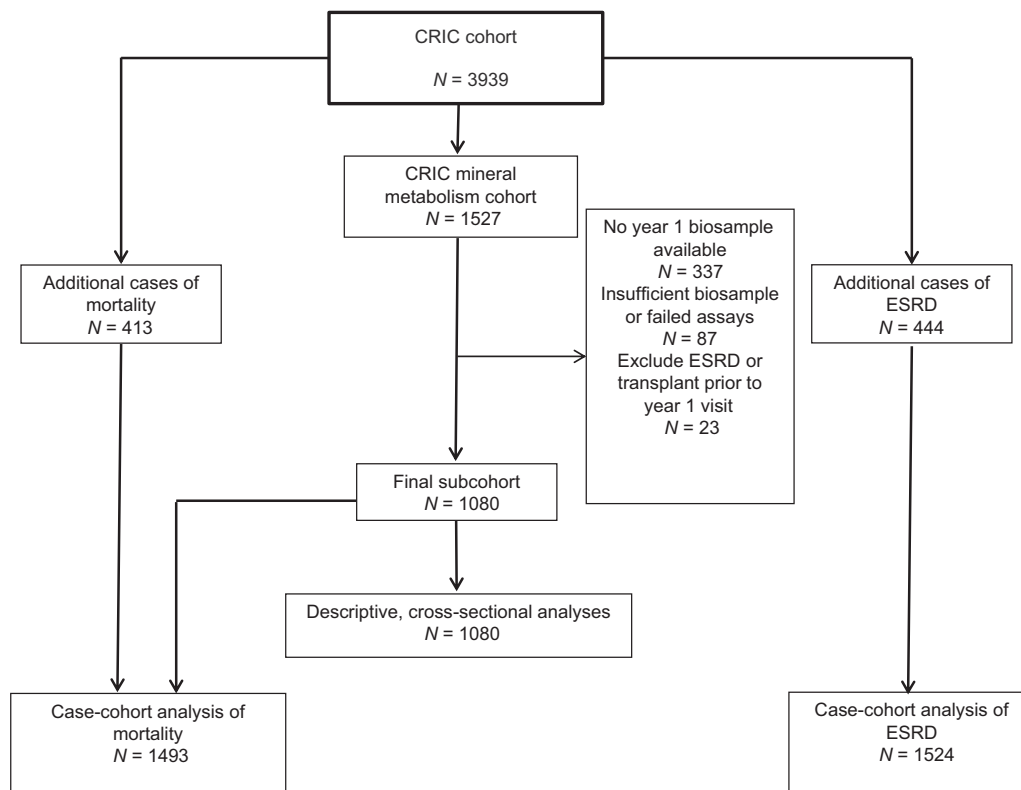 CRIC cohort
N = 3939
CRIC mineral
metabolism cohort
N = 1527
No year 1 biosample
available
N = 337
Insufficient biosample
or failed assays
N = 87
Exclude ESRD or
transplant prior to
year 1 visit
N = 23
Additional cases of
mortality
N = 413
Additional cases of
ESRD
N = 444
Final subcohort
N = 1080
Descriptive, cross-sectional analyses
N = 1080
Case-cohort analysis of
mortality
N = 1493
Case-cohort analysis of
ESRD
N = 1524